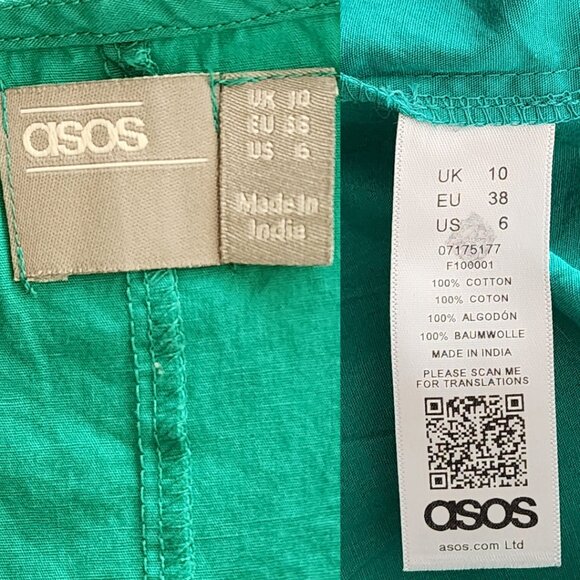 asos
UK 10
EU 38
US 6
Made in
India
UK 10
EU 38
US 6
07175177
F100001
100% COTTON
100% COTON
100% ALGODÓN
100% BAUMWOLLE
MADE IN INDIA
PLEASE SCAN ME
FOR TRANSLATIONS
asos
asos.com Ltd